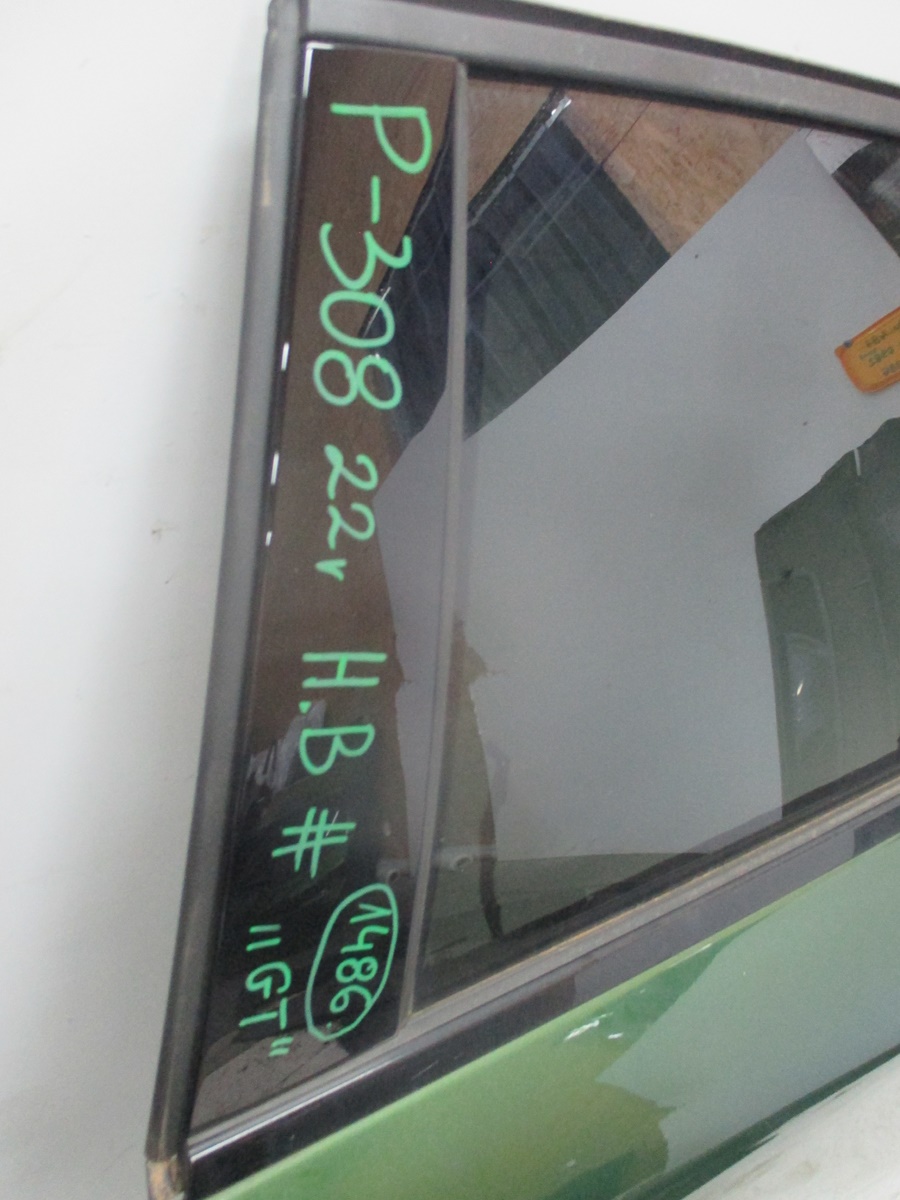 P-308 22r H.B # 1486
"GT"